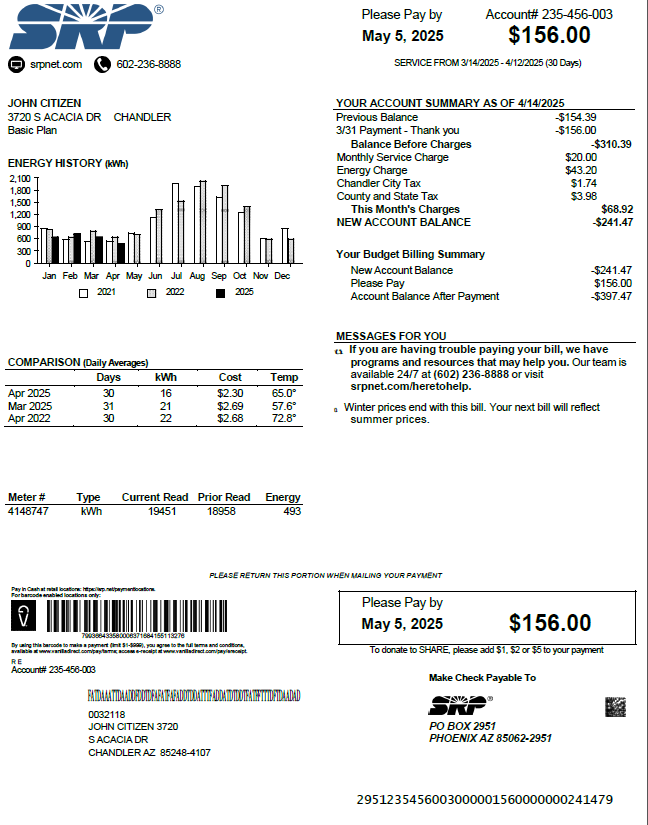 SRP®
Please Pay by Account# 235-456-003
May 5, 2025 $156.00
srpnet.com 602-236-8888
SERVICE FROM 3/14/2025 - 4/12/2025 (30 Days)
JOHN CITIZEN
3720 S ACACIA DR CHANDLER
Basic Plan
YOUR ACCOUNT SUMMARY AS OF 4/14/2025
Previous Balance -$154.39
3/31 Payment - Thank you -$156.00
Balance Before Charges -$310.39
Monthly Service Charge $20.00
Energy Charge $43.20
Chandler City Tax $1.74
County and State Tax $3.98
This Month's Charges $68.92
NEW ACCOUNT BALANCE -$241.47
ENERGY HISTORY (kWh)
2,100
1,800
1,500
1,200
900
600
300
0
Jan Feb Mar Apr May Jun Jul Aug Sep Oct Nov Dec
2021 2022 2025
Your Budget Billing Summary
New Account Balance -$241.47
Please Pay $156.00
Account Balance After Payment -$397.47
MESSAGES FOR YOU
If you are having trouble paying your bill, we have
programs and resources that may help you. Our team is
available 24/7 at (602) 236-8888 or visit
srpnet.com/heretohelp.
Winter prices end with this bill. Your next bill will reflect
summer prices.
COMPARISON (Daily Averages)
Days kWh Cost Temp
Apr 2025 30 16 $2.30 65.0°
Mar 2025 31 21 $2.69 57.6°
Apr 2022 30 22 $2.68 72.8°
Meter # Type Current Read Prior Read Energy
4148747 kWh 19451 18958 493
PLEASE RETURN THIS PORTION WHEN MAILING YOUR PAYMENT
Pay in Cash at retail locations: https://srp.net/paymentlocations.
For barcode enabled locations only:
By using this barcode to make a payment (limit $1-$999), you agree to the full terms and conditions,
available at www.vanilladirect.com/pay/terms; access e-receipt at www.vanilladirect.com/pay/ereceipt.
R E
Account# 235-456-003
Please Pay by
May 5, 2025 $156.00
To donate to SHARE, please add $1, $2 or $5 to your payment
Make Check Payable To
SRP®
PO BOX 2951
PHOENIX AZ 85062-2951
0032118
JOHN CITIZEN 3720
S ACACIA DR
CHANDLER AZ 85248-4107
2951235456003000001560000000241479